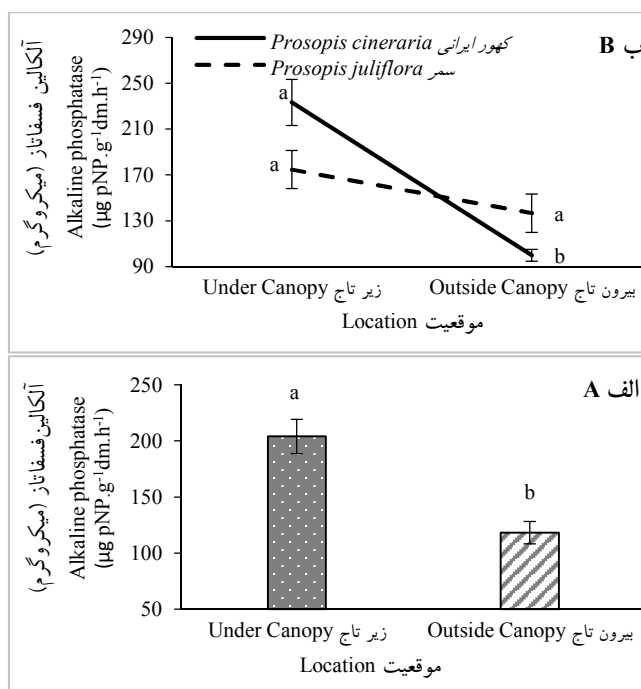 ب B
Prosopis cineraria کهور ایرانی
Prosopis juliflora سمر
آلکالین فسفاتاز (میکروگرم)
Alkaline phosphatase
(µg pNP.g⁻¹dm.h⁻¹)
290
250
210
170
130
90
a
a
a
b
Under Canopy زیر تاج
Outside Canopy بیرون تاج
Location موقعیت
الف A
آلکالین فسفاتاز (میکروگرم)
Alkaline phosphatase
(µg pNP.g⁻¹dm.h⁻¹)
250
200
150
100
50
a
b
Under Canopy زیر تاج
Outside Canopy بیرون تاج
Location موقعیت